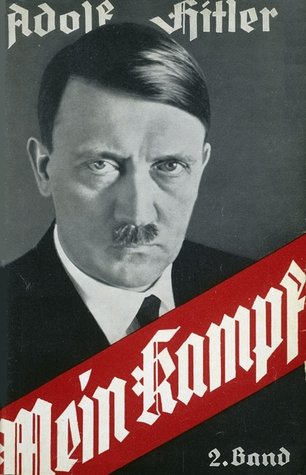 Adolf Hitler
Mein Kampf
2. Band